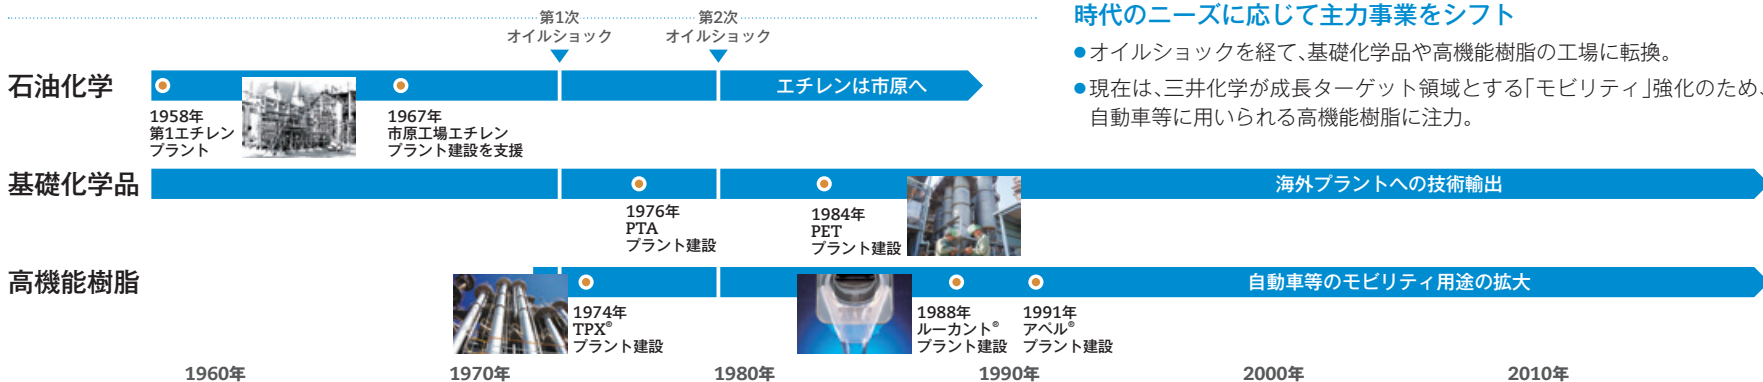 第1次
オイルショック
第2次
オイルショック
時代のニーズに応じて主力事業をシフト
●オイルショックを経て、基礎化学品や高機能樹脂の工場に転換。
●現在は、三井化学が成長ターゲット領域とする「モビリティ」強化のため、
自動車等に用いられる高機能樹脂に注力。
石油化学
エチレンは市原へ
1958年
第1エチレン
プラント
1967年
市原工場エチレン
プラント建設を支援
基礎化学品
海外プラントへの技術輸出
1976年
PTA
プラント建設
1984年
PET
プラント建設
高機能樹脂
自動車等のモビリティ用途の拡大
1974年
TPX®
プラント建設
1988年
ルーカント®
プラント建設
1991年
アペル®
プラント建設
1960年
1970年
1980年
1990年
2000年
2010年